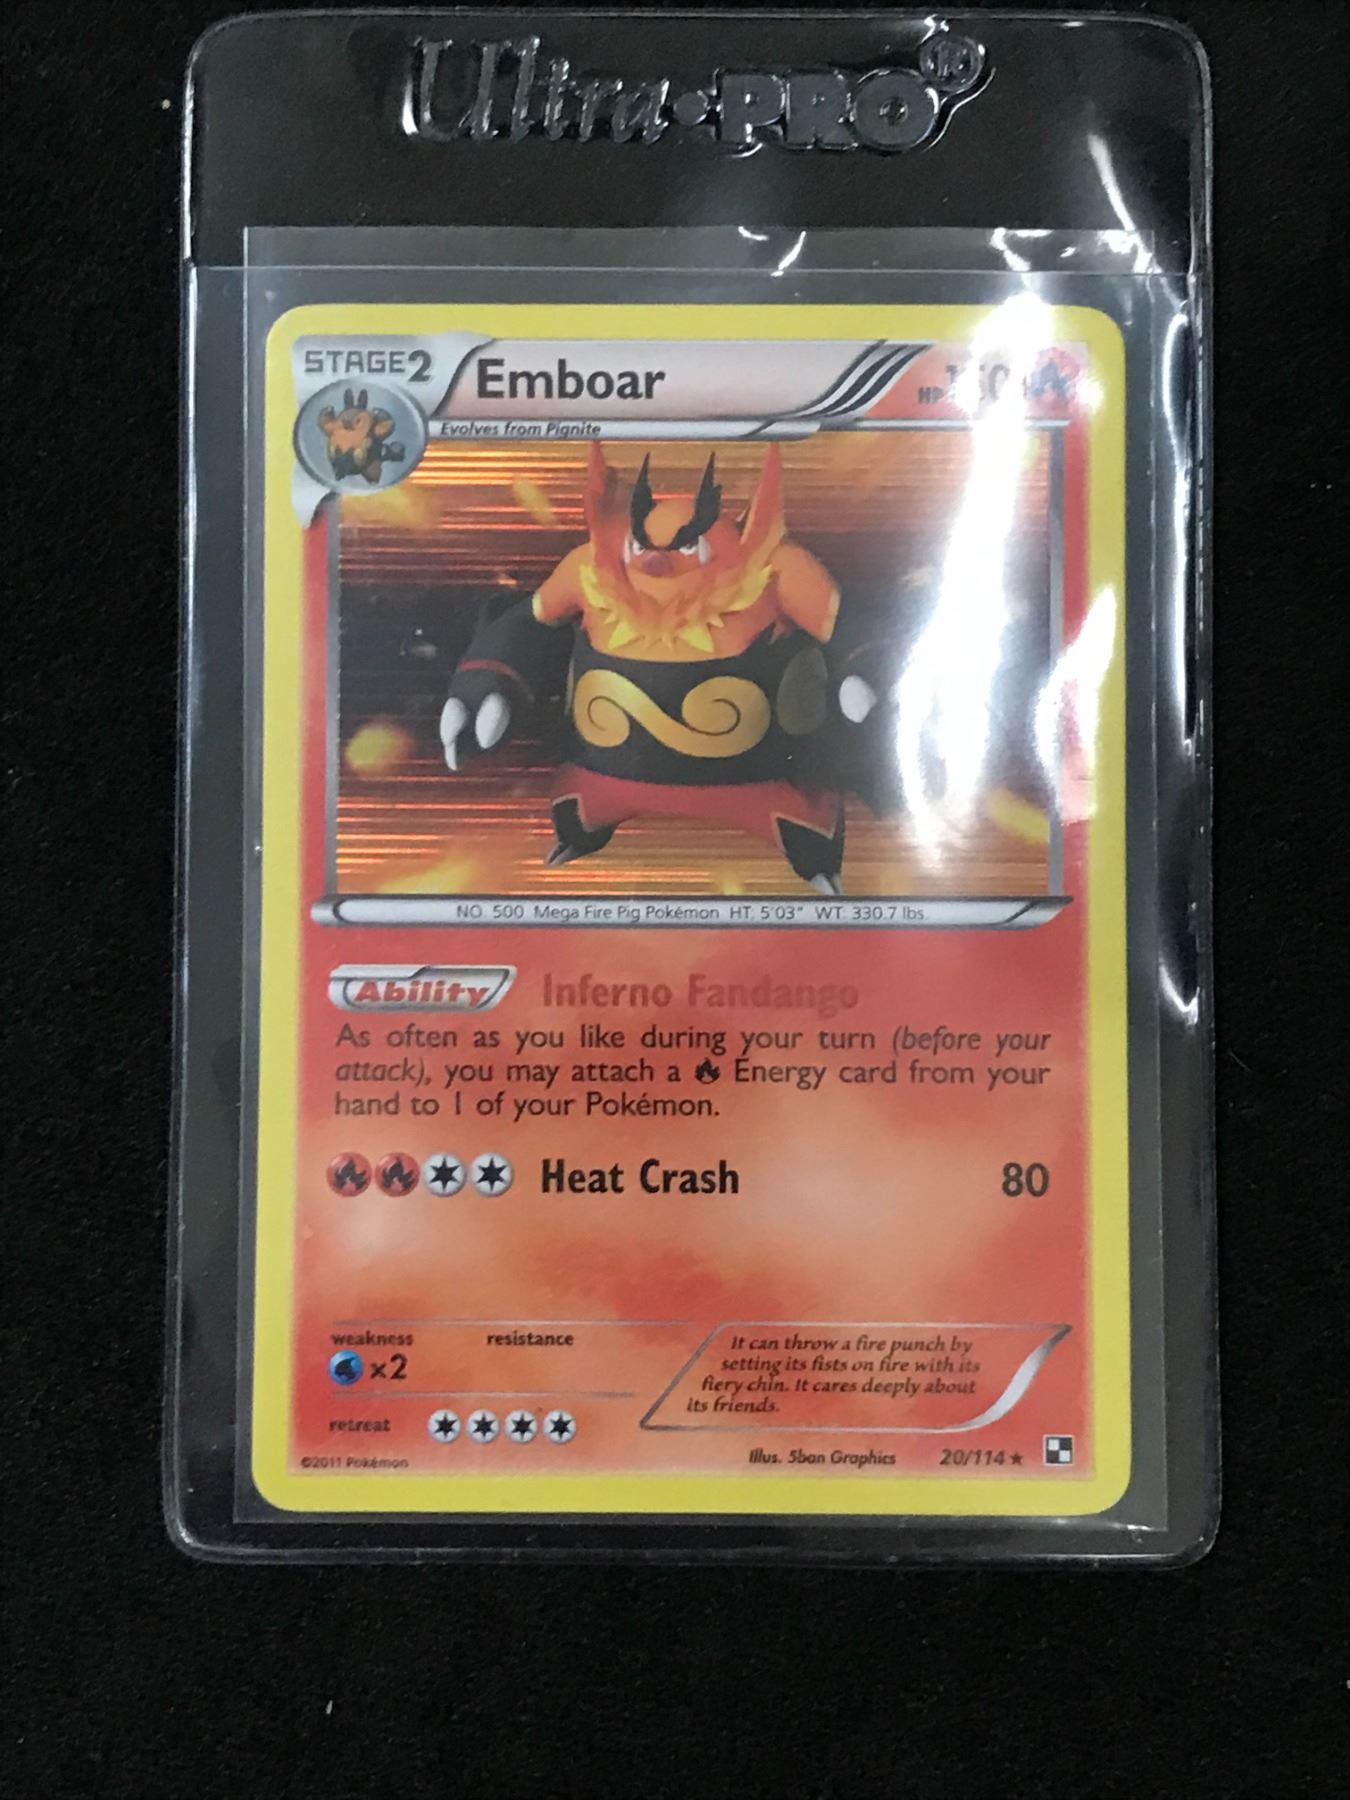 Ultra·PRO®
STAGE2
Emboar
HP
Evolves from Pignite
NO. 500 Mega Fire Pig Pokémon HT: 5'03" WT: 330.7 lbs.
Ability Inferno Fandango
As often as you like during your turn (before your
attack), you may attach a Energy card from your
hand to 1 of your Pokémon.
Heat Crash 80
weakness resistance
×2
retreat
It can throw a fire punch by
setting its fists on fire with its
fiery chin. It cares deeply about
its friends.
©2011 Pokémon
Illus. 5ban Graphics 20/114 ★